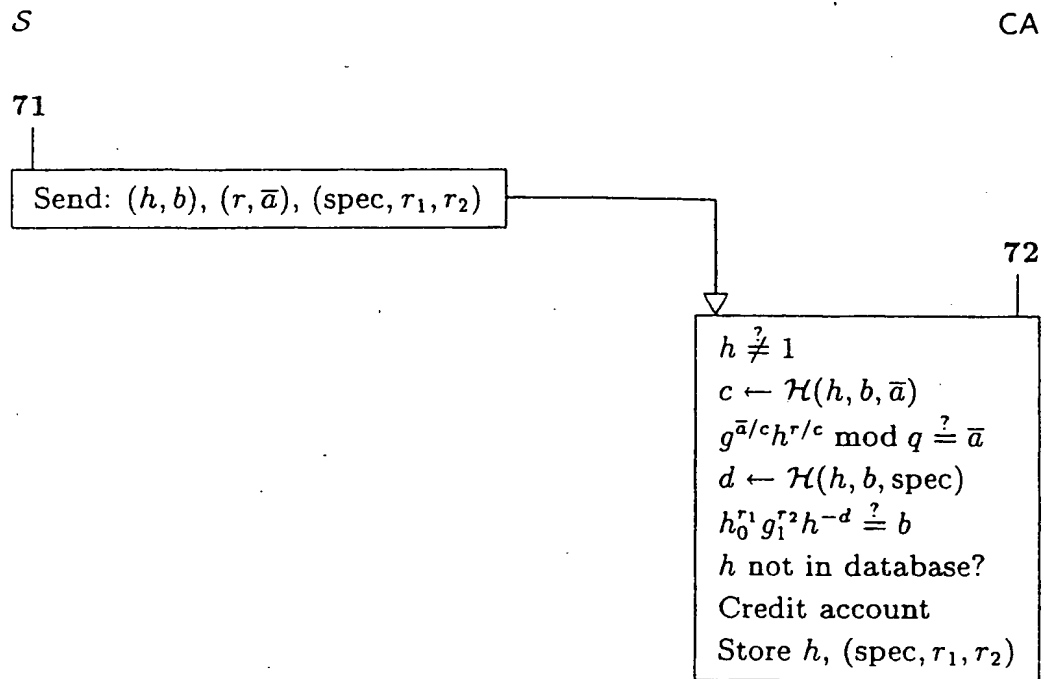 𝒮
CA
71
Send: (h, b), (r, a̅), (spec, r₁, r₂)
72
h ≠? 1
c ← ℋ(h, b, a̅)
g^{a̅/c}h^{r/c} mod q =? a̅
d ← ℋ(h, b, spec)
h₀^{r₁}g₁^{r₂}h^{−d} =? b
h not in database?
Credit account
Store h, (spec, r₁, r₂)